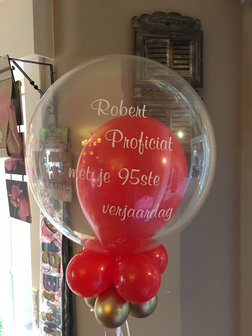 Robert
Proficiat
met je 95ste
verjaardag